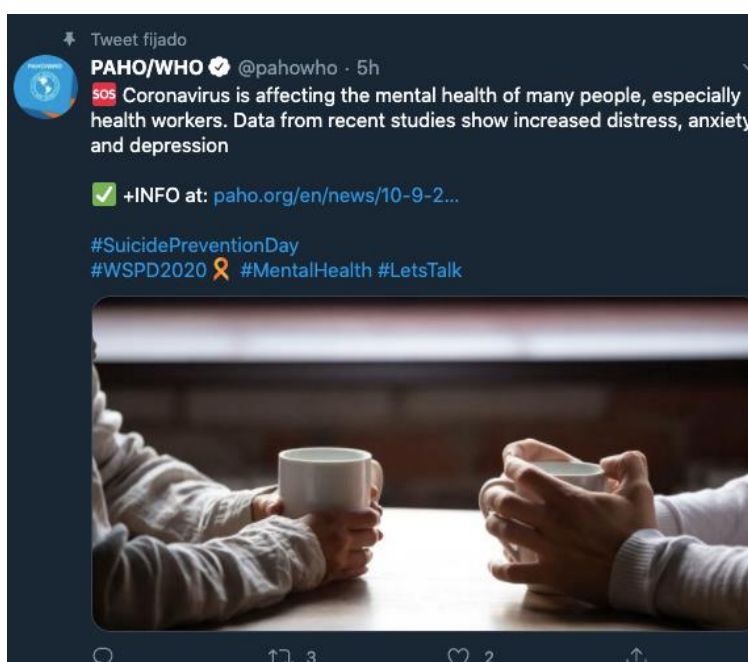 Tweet fijado
PAHO/WHO @pahowho · 5h
🆘 Coronavirus is affecting the mental health of many people, especially
health workers. Data from recent studies show increased distress, anxiety
and depression
✅ +INFO at: paho.org/en/news/10-9-2...
#SuicidePreventionDay
#WSPD2020 #MentalHealth #LetsTalk
3 2